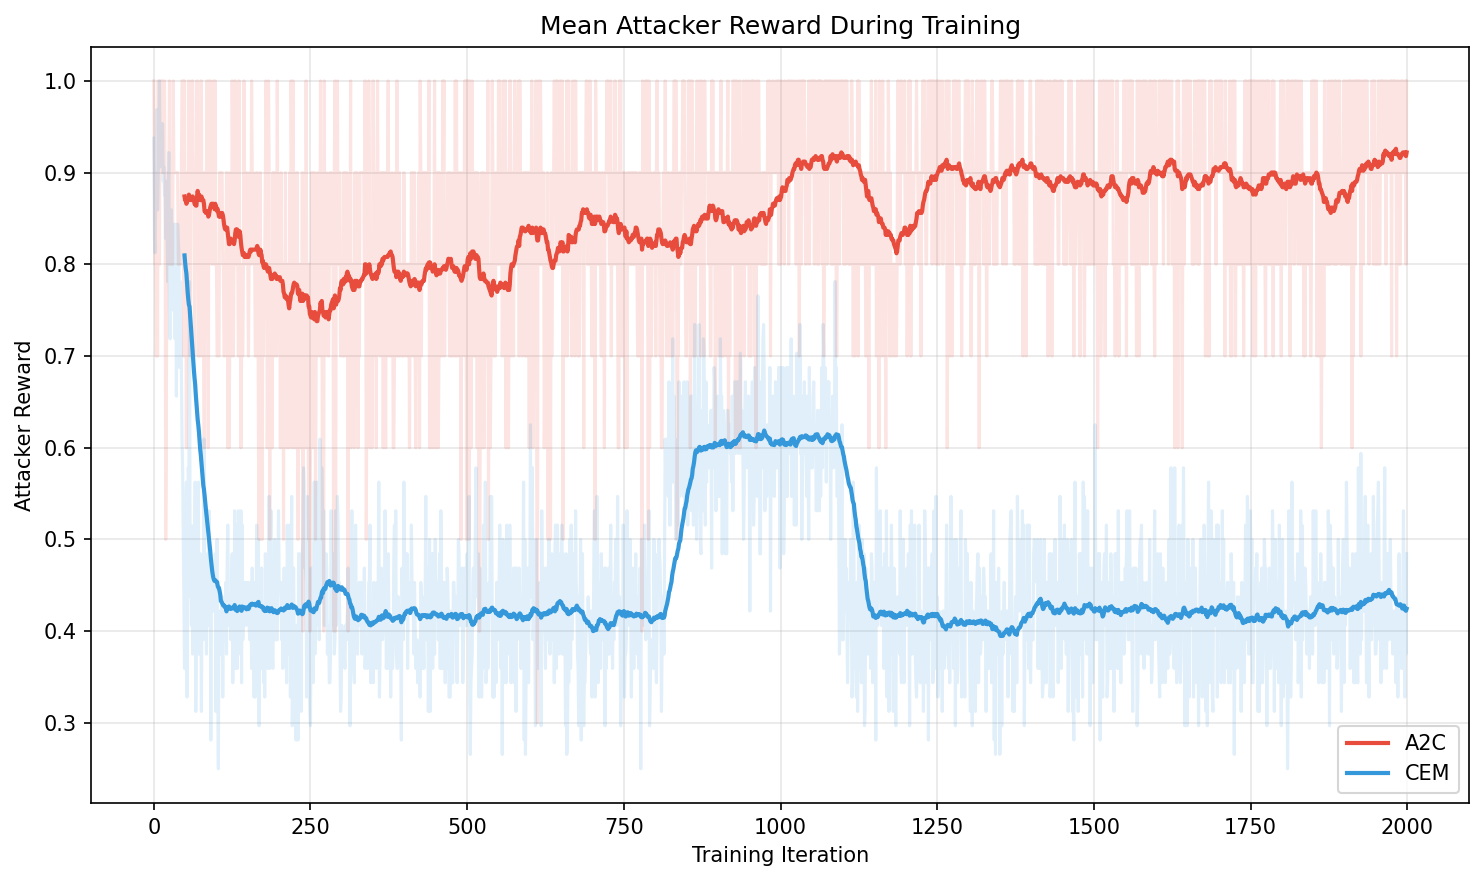 Mean Attacker Reward During Training
Attacker Reward
1.0
0.9
0.8
0.7
0.6
0.5
0.4
0.3
A2C
CEM
0 250 500 750 1000 1250 1500 1750 2000
Training Iteration